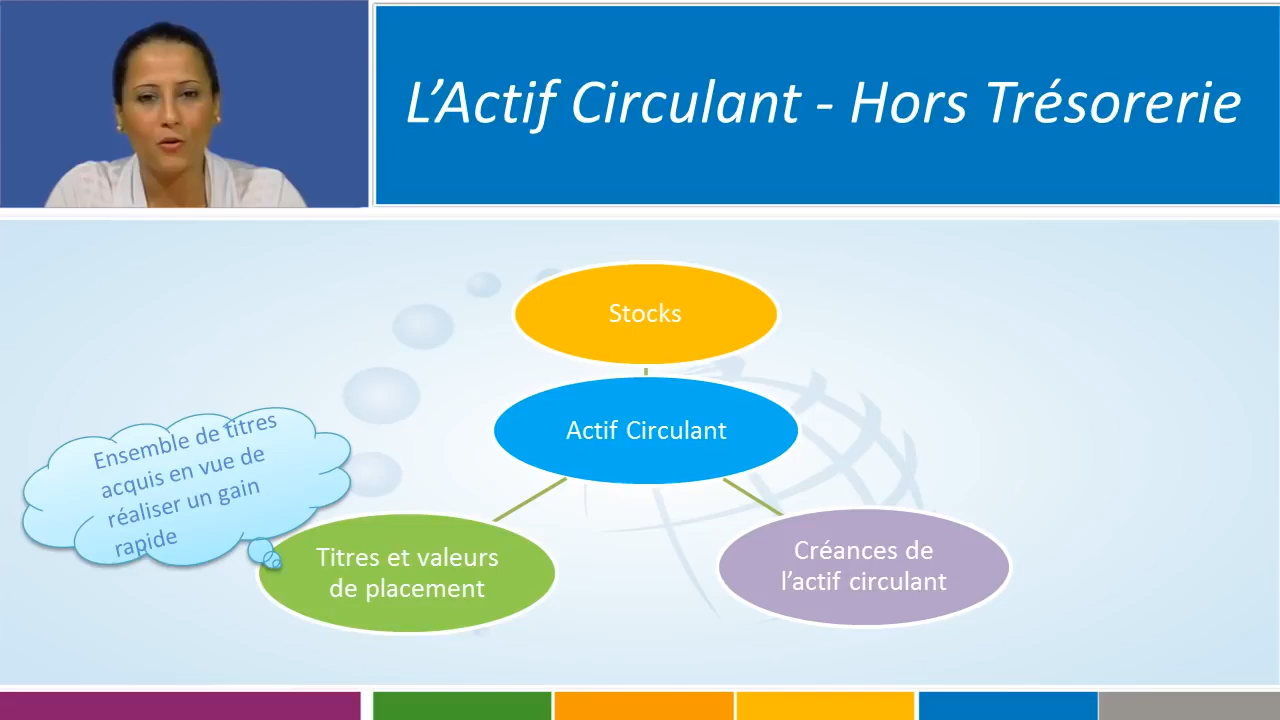 L’Actif Circulant - Hors Trésorerie
Stocks
Actif Circulant
Ensemble de titres
acquis en vue de
réaliser un gain
rapide
Titres et valeurs
de placement
Créances de
l’actif circulant